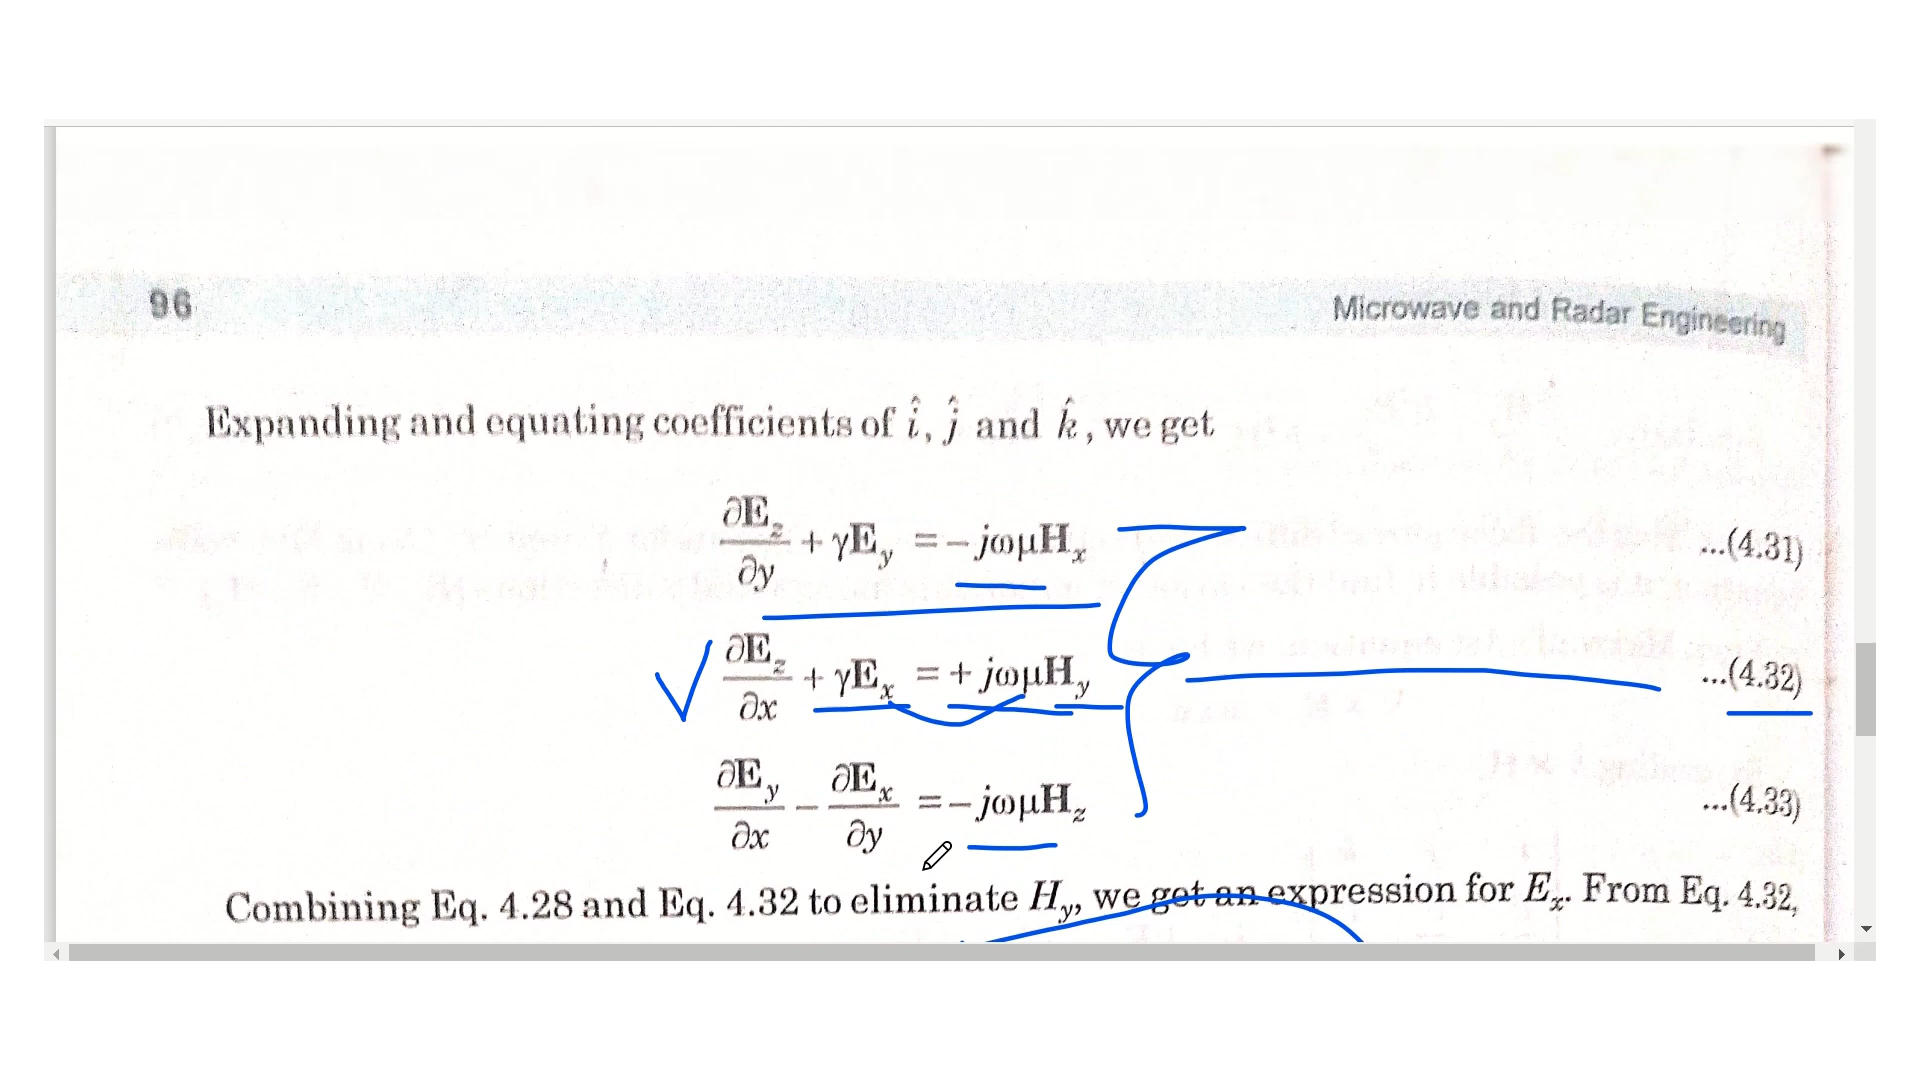 96
Microwave and Radar Engineering
Expanding and equating coefficients of î, ĵ and k̂, we get
∂E_z/∂y + γE_y = – jωμH_x ...(4.31)
∂E_z/∂x + γE_x = + jωμH_y ...(4.32)
∂E_y/∂x – ∂E_x/∂y = – jωμH_z ...(4.33)
Combining Eq. 4.28 and Eq. 4.32 to eliminate H_y, we get an expression for E_x. From Eq. 4.32,